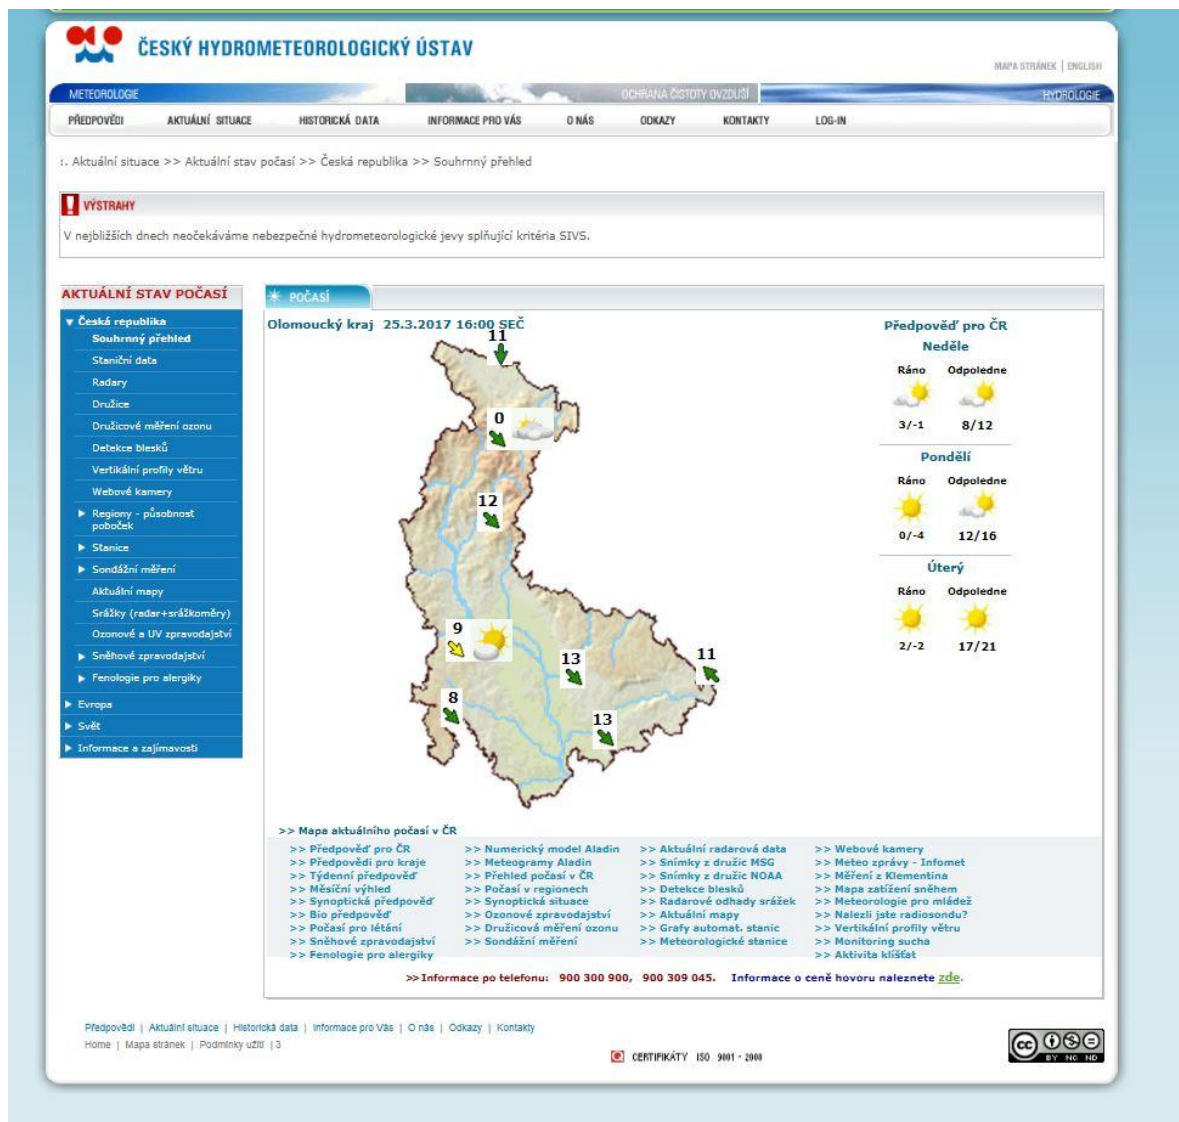 ČESKÝ HYDROMETEOROLOGICKÝ ÚSTAV
MAPA STRÁNEK | ENGLISH
METEOROLOGIE OCHRANA ČISTOTY OVZDUŠÍ HYDROLOGIE
PŘEDPOVĚDI AKTUÁLNÍ SITUACE HISTORICKÁ DATA INFORMACE PRO VÁS O NÁS ODKAZY KONTAKTY LOG-IN
:. Aktuální situace >> Aktuální stav počasí >> Česká republika >> Souhrnný přehled
VÝSTRAHY
V nejbližších dnech neočekáváme nebezpečné hydrometeorologické jevy splňující kritéria SIVS.
AKTUÁLNÍ STAV POČASÍ
Česká republika
Souhrnný přehled
Staniční data
Radary
Družice
Družicové měření ozonu
Detekce blesků
Vertikální profily větru
Webové kamery
Regiony - působnost
poboček
Stanice
Sondážní měření
Aktuální mapy
Srážky (radar+srážkoměry)
Ozonové a UV zpravodajství
Sněhové zpravodajství
Fenologie pro alergiky
Evropa
Svět
Informace a zajímavosti
POČASÍ
Olomoucký kraj 25.3.2017 16:00 SEČ
11
0
12
9
13
11
8
13
Předpověď pro ČR
Neděle
Ráno Odpoledne
3/-1 8/12
Pondělí
Ráno Odpoledne
0/-4 12/16
Úterý
Ráno Odpoledne
2/-2 17/21
>> Mapa aktuálního počasí v ČR
>> Předpověď pro ČR >> Numerický model Aladin >> Aktuální radarová data >> Webové kamery
>> Předpovědi pro kraje >> Meteogramy Aladin >> Snímky z družic MSG >> Meteo zprávy - Infomet
>> Týdenní předpověď >> Přehled počasí v ČR >> Snímky z družic NOAA >> Měření z Klementina
>> Měsíční výhled >> Počasí v regionech >> Detekce blesků >> Mapa zatížení sněhem
>> Synoptická předpověď >> Synoptická situace >> Radarové odhady srážek >> Meteorologie pro mládež
>> Bio předpověď >> Ozonové zpravodajství >> Aktuální mapy >> Nalezli jste radiosondu?
>> Počasí pro létání >> Družicová měření ozonu >> Grafy automat. stanic >> Vertikální profily větru
>> Sněhové zpravodajství >> Sondážní měření >> Meteorologické stanice >> Monitoring sucha
>> Fenologie pro alergiky >> Aktivita klíšťat
>>Informace po telefonu: 900 300 900, 900 309 045. Informace o ceně hovoru naleznete zde.
Předpovědi | Aktuální situace | Historická data | Informace pro Vás | O nás | Odkazy | Kontakty
Home | Mapa stránek | Podmínky užití | 3
CERTIFIKÁTY ISO 9001 - 2000
cc BY NC ND